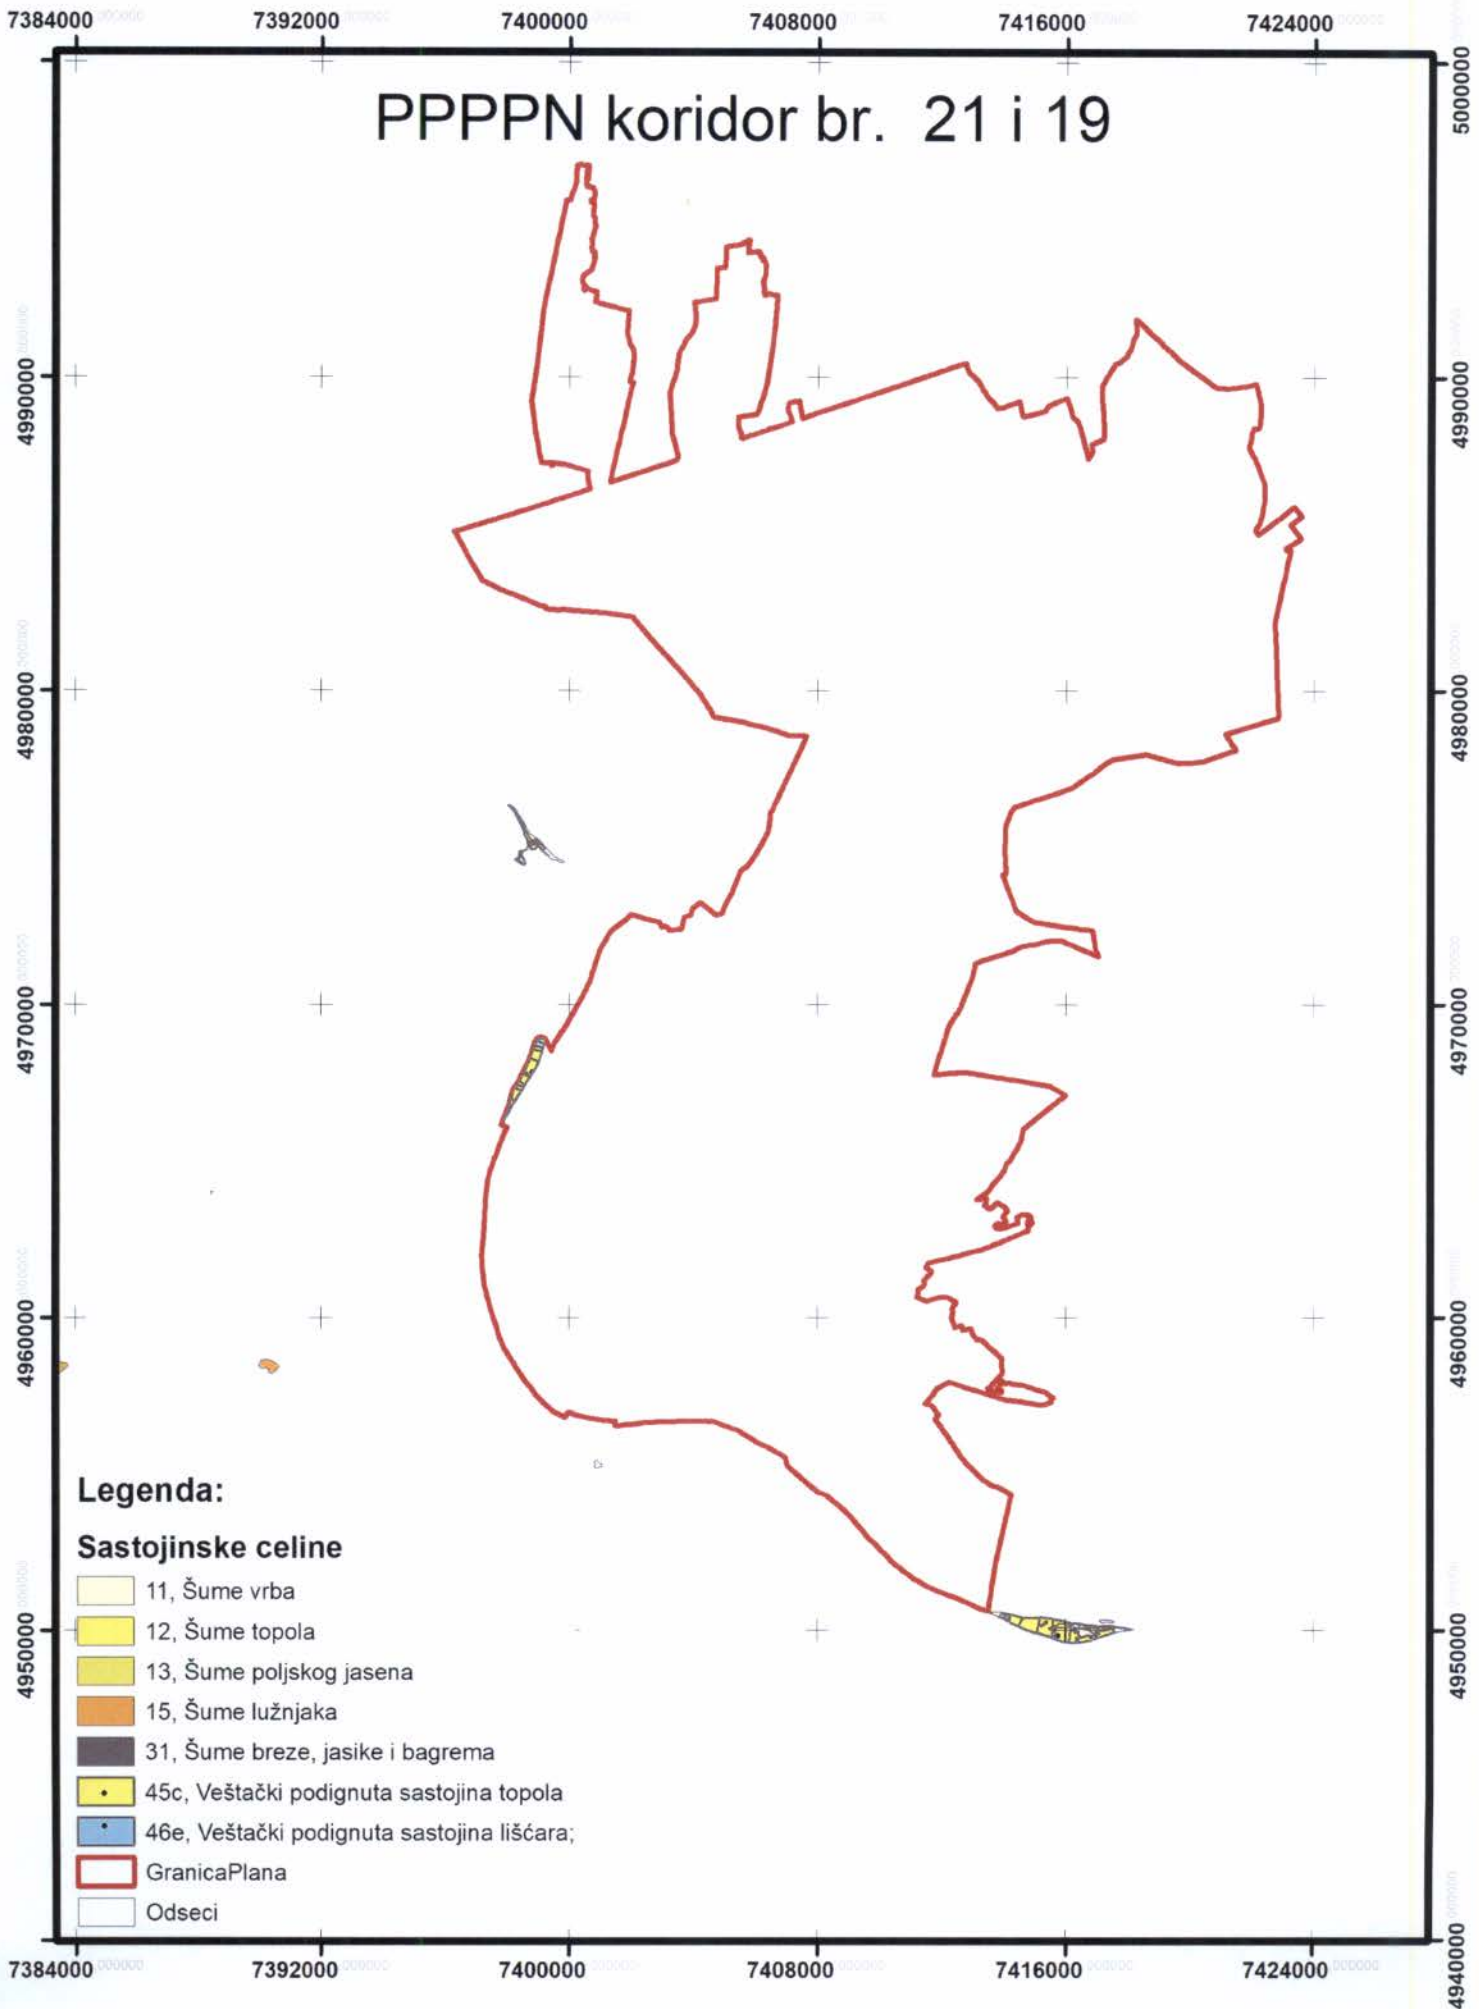 7384000 7392000 7400000 7408000 7416000 7424000
PPPPN koridor br. 21 i 19
5000000
4990000
4990000
4980000
4980000
4970000
4970000
4960000
4960000
4950000
4950000
4940000
Legenda:
Sastojinske celine
11, Šume vrba
12, Šume topola
13, Šume poljskog jasena
15, Šume lužnjaka
31, Šume breze, jasike i bagrema
45c, Veštački podignuta sastojina topola
46e, Veštački podignuta sastojina lišćara;
GranicaPlana
Odseci
7384000 7392000 7400000 7408000 7416000 7424000